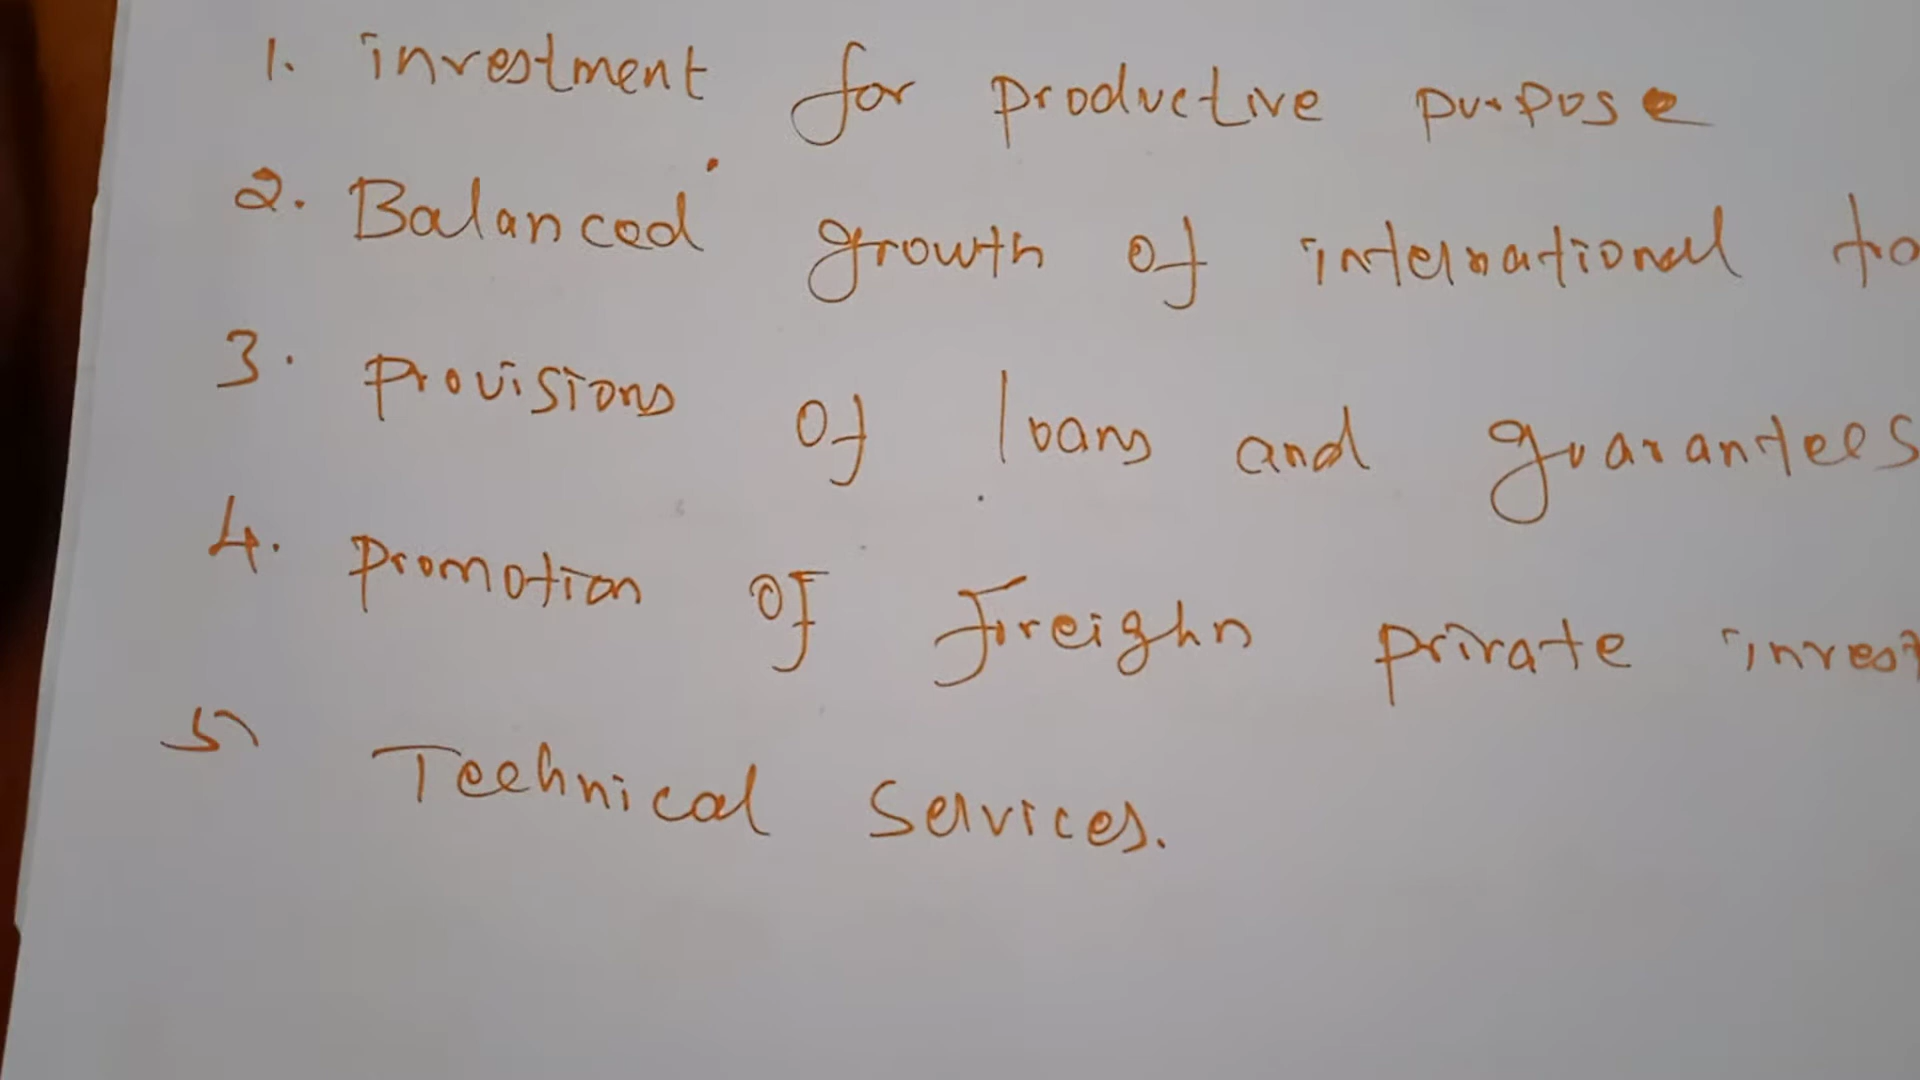 1. investment for productive purpose
2. Balanced growth of international
3. provisions of loans and guarantees
4. promotion of Freighn private invest
5) Technical Services.